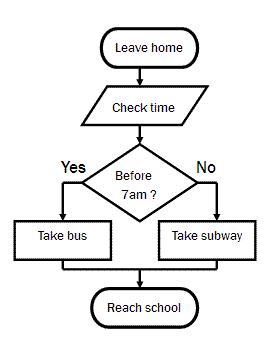 Leave home
Check time
Yes
No
Before
7am ?
Take bus
Take subway
Reach school